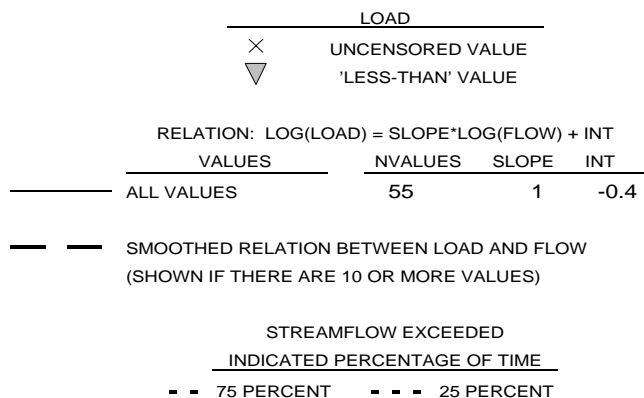 LOAD
UNCENSORED VALUE
'LESS-THAN' VALUE
RELATION: LOG(LOAD) = SLOPE*LOG(FLOW) + INT
VALUES NVALUES SLOPE INT
ALL VALUES 55 1 -0.4
SMOOTHED RELATION BETWEEN LOAD AND FLOW
(SHOWN IF THERE ARE 10 OR MORE VALUES)
STREAMFLOW EXCEEDED
INDICATED PERCENTAGE OF TIME
75 PERCENT 25 PERCENT